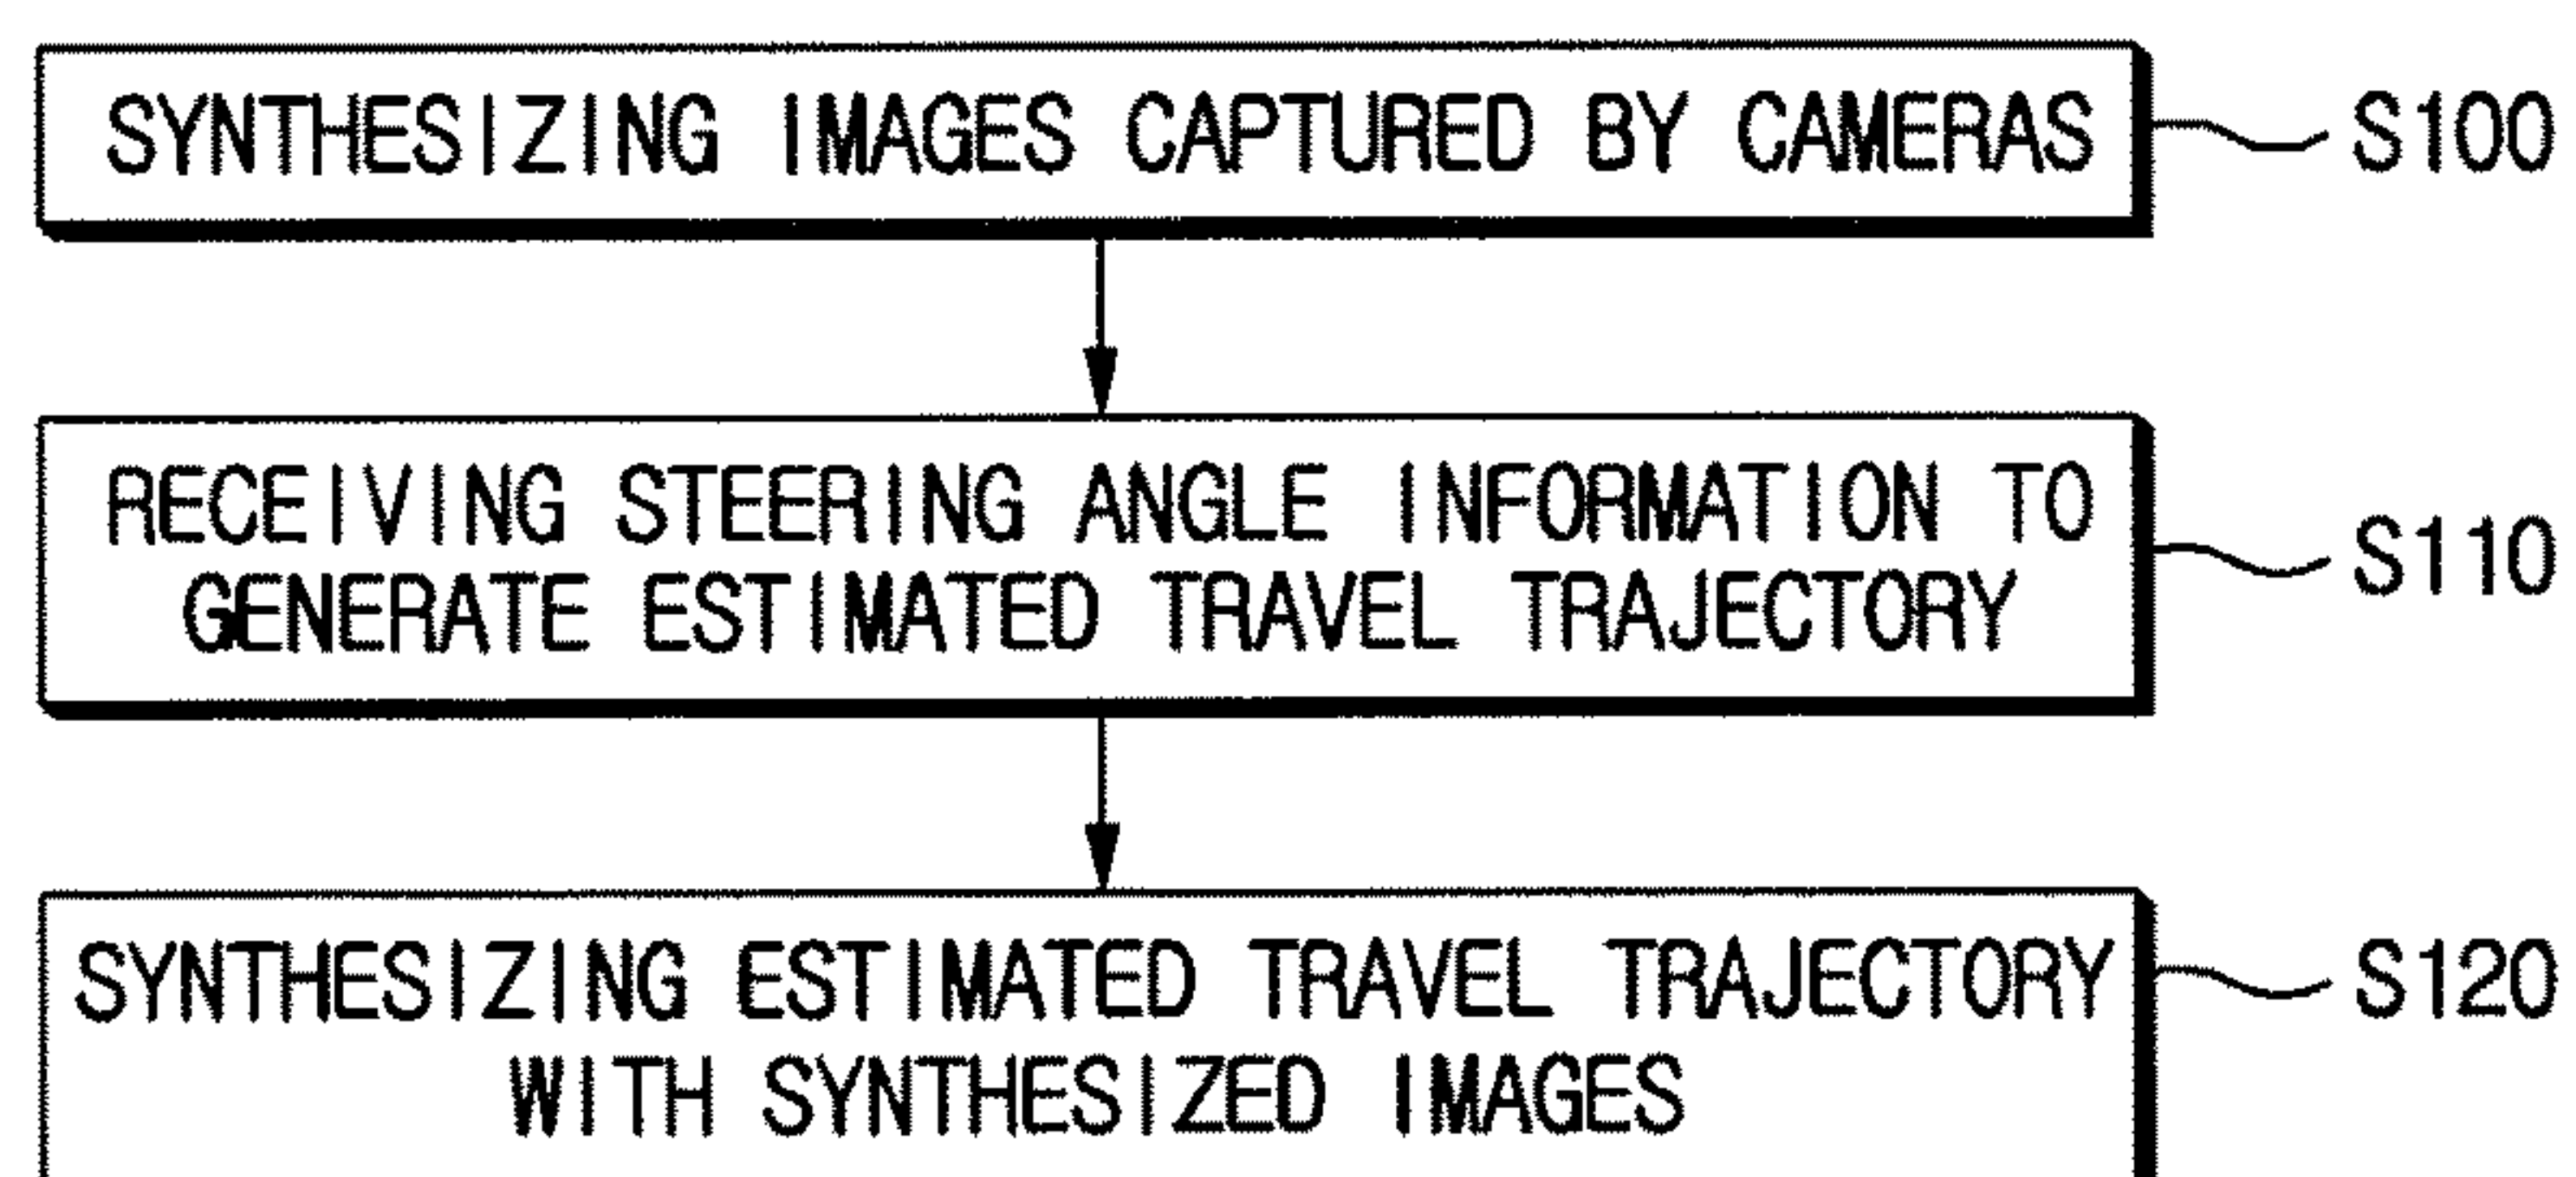 SYNTHESIZING IMAGES CAPTURED BY CAMERAS S100
RECEIVING STEERING ANGLE INFORMATION TO
GENERATE ESTIMATED TRAVEL TRAJECTORY S110
SYNTHESIZING ESTIMATED TRAVEL TRAJECTORY S120
WITH SYNTHESIZED IMAGES